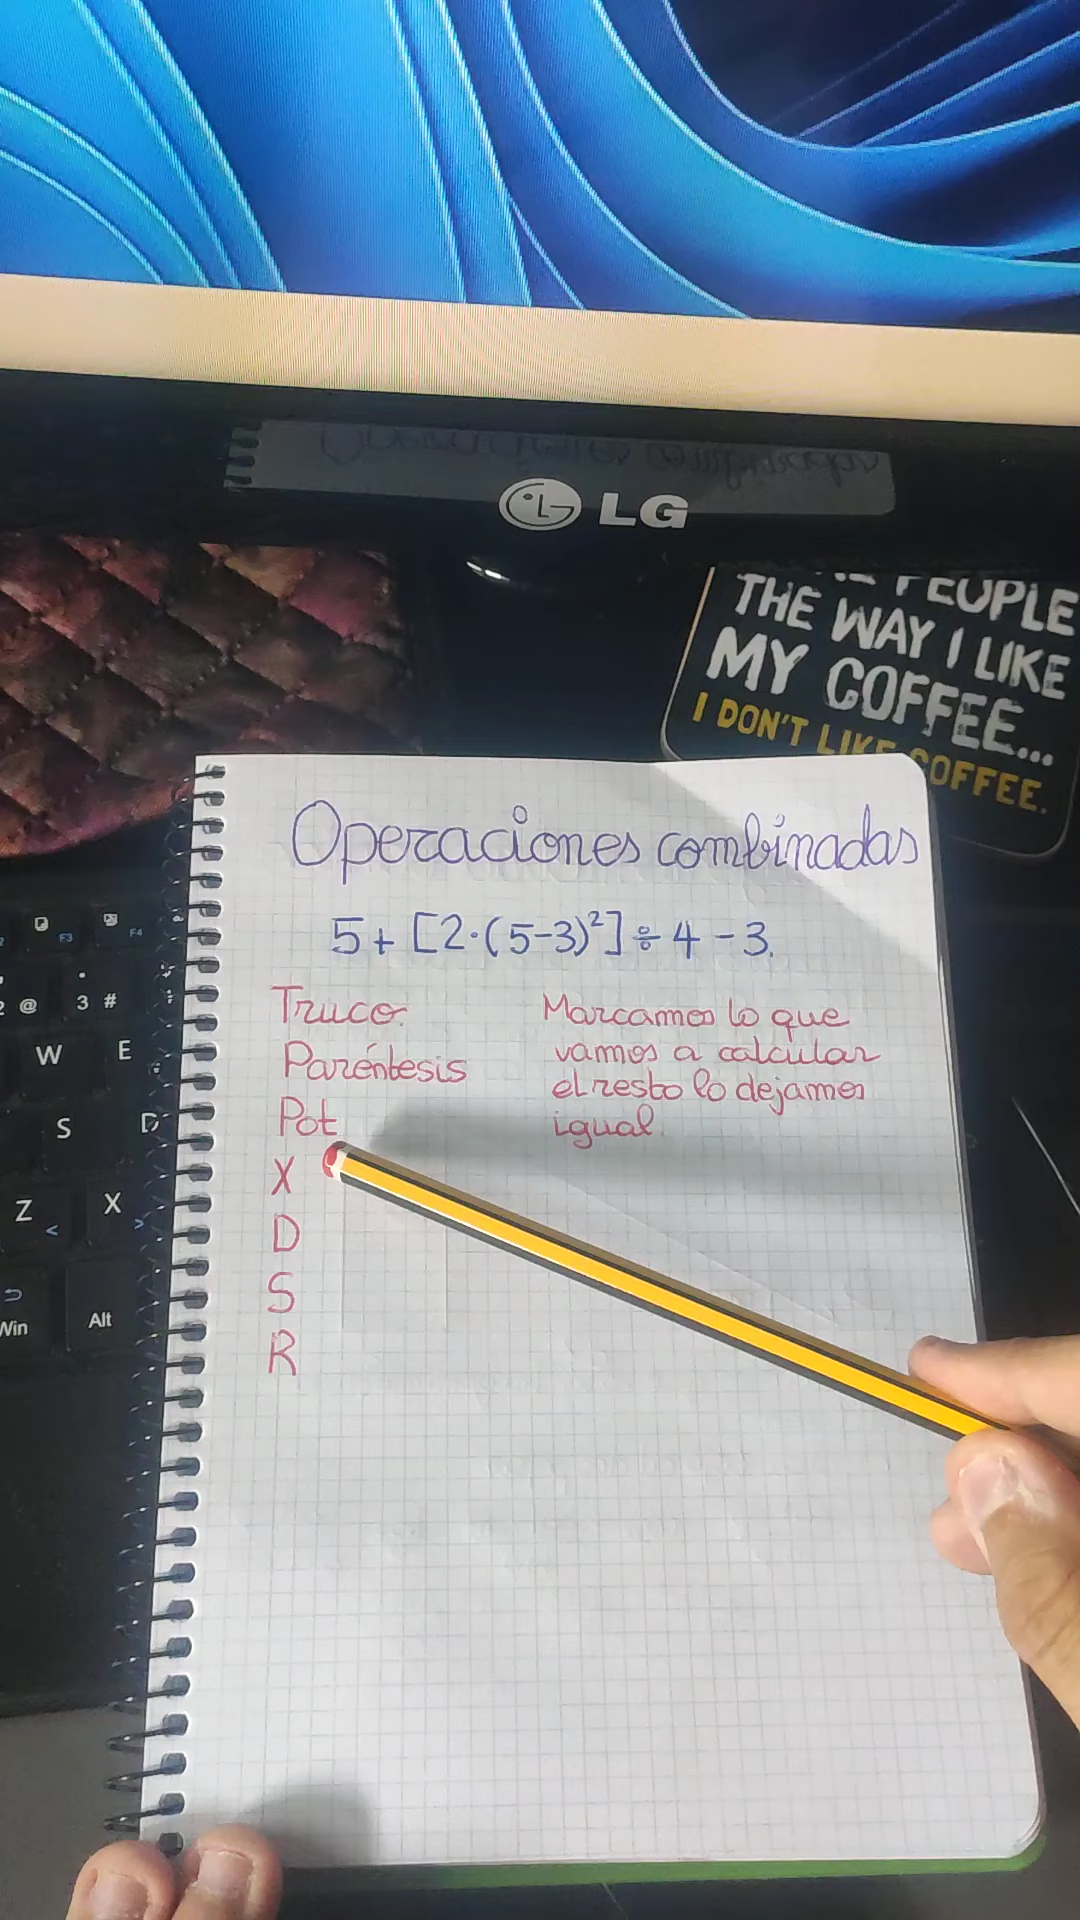 LG
THE WAY I LIKE
MY COFFEE...
I DON'T LIKE COFFEE.
Operaciones combinadas
5+ [2·(5-3)²] ÷ 4 - 3.
Truco.
Paréntesis
Pot
X
D
S
R
Marcamos lo que
vamos a calcular
el resto lo dejamos
igual.
F3
F4
2 @
3 #
W
E
S
D
Z
<
X
>
Win
Alt